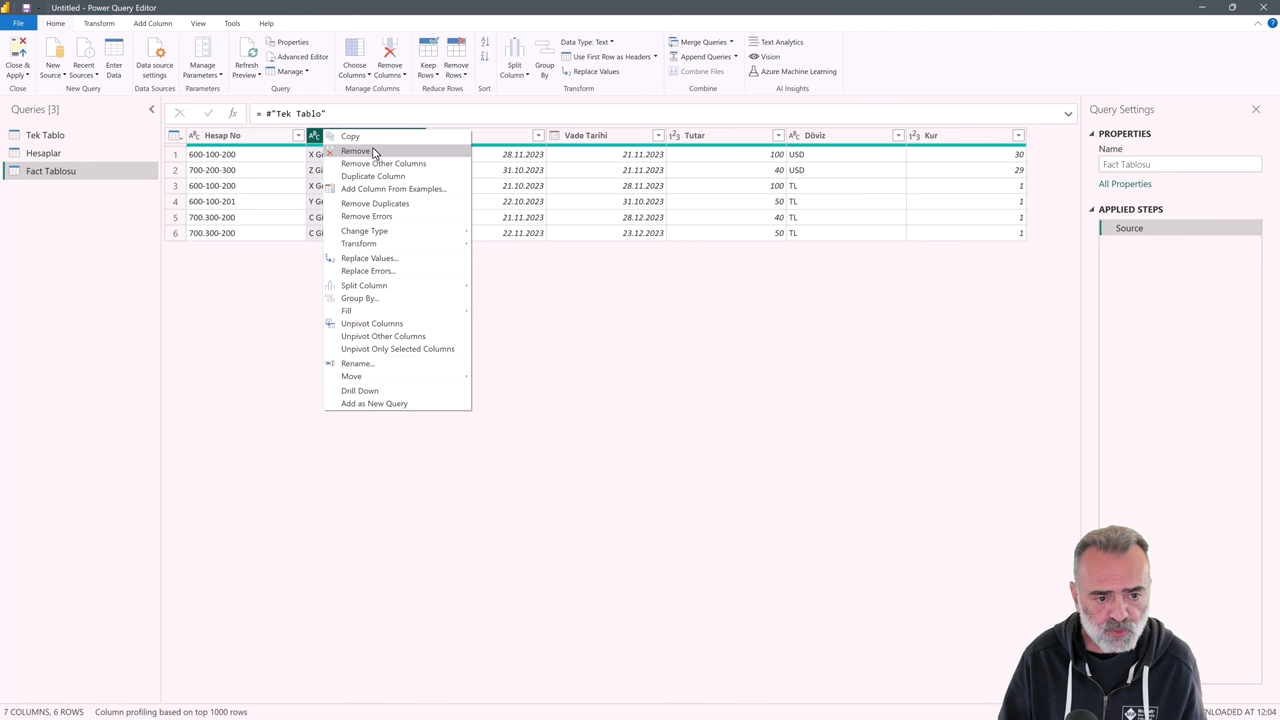 Untitled - Power Query Editor
File Home Transform Add Column View Tools Help
Close & Apply
New Source
Recent Sources
Enter Data
Data source settings
Manage Parameters
Refresh Preview
Properties
Advanced Editor
Manage
Choose Columns
Remove Columns
Keep Rows
Remove Rows
Split Column
Group By
Data Type: Text
Use First Row as Headers
Replace Values
Merge Queries
Append Queries
Combine Files
Text Analytics
Vision
Azure Machine Learning
Close New Query Data Sources Parameters Query Manage Columns Reduce Rows Sort Transform Combine AI Insights
Queries [3]
Tek Tablo
Hesaplar
Fact Tablosu
fx = #"Tek Tablo"
Hesap No Vade Tarihi Tutar Döviz Kur
1 600-100-200 28.11.2023 21.11.2023 100 USD 30
2 700-200-300 31.10.2023 21.11.2023 40 USD 29
3 600-100-200 21.10.2023 28.11.2023 100 TL 1
4 600-100-201 22.10.2023 31.10.2023 50 TL 1
5 700.300-200 21.11.2023 28.12.2023 40 TL 1
6 700.300-200 22.11.2023 23.12.2023 50 TL 1
Copy
Remove
Remove Other Columns
Duplicate Column
Add Column From Examples...
Remove Duplicates
Remove Errors
Change Type
Transform
Replace Values...
Replace Errors...
Split Column
Group By...
Fill
Unpivot Columns
Unpivot Other Columns
Unpivot Only Selected Columns
Rename...
Move
Drill Down
Add as New Query
Query Settings
PROPERTIES
Name
Fact Tablosu
All Properties
APPLIED STEPS
Source
7 COLUMNS, 6 ROWS Column profiling based on top 1000 rows
AT 12:04